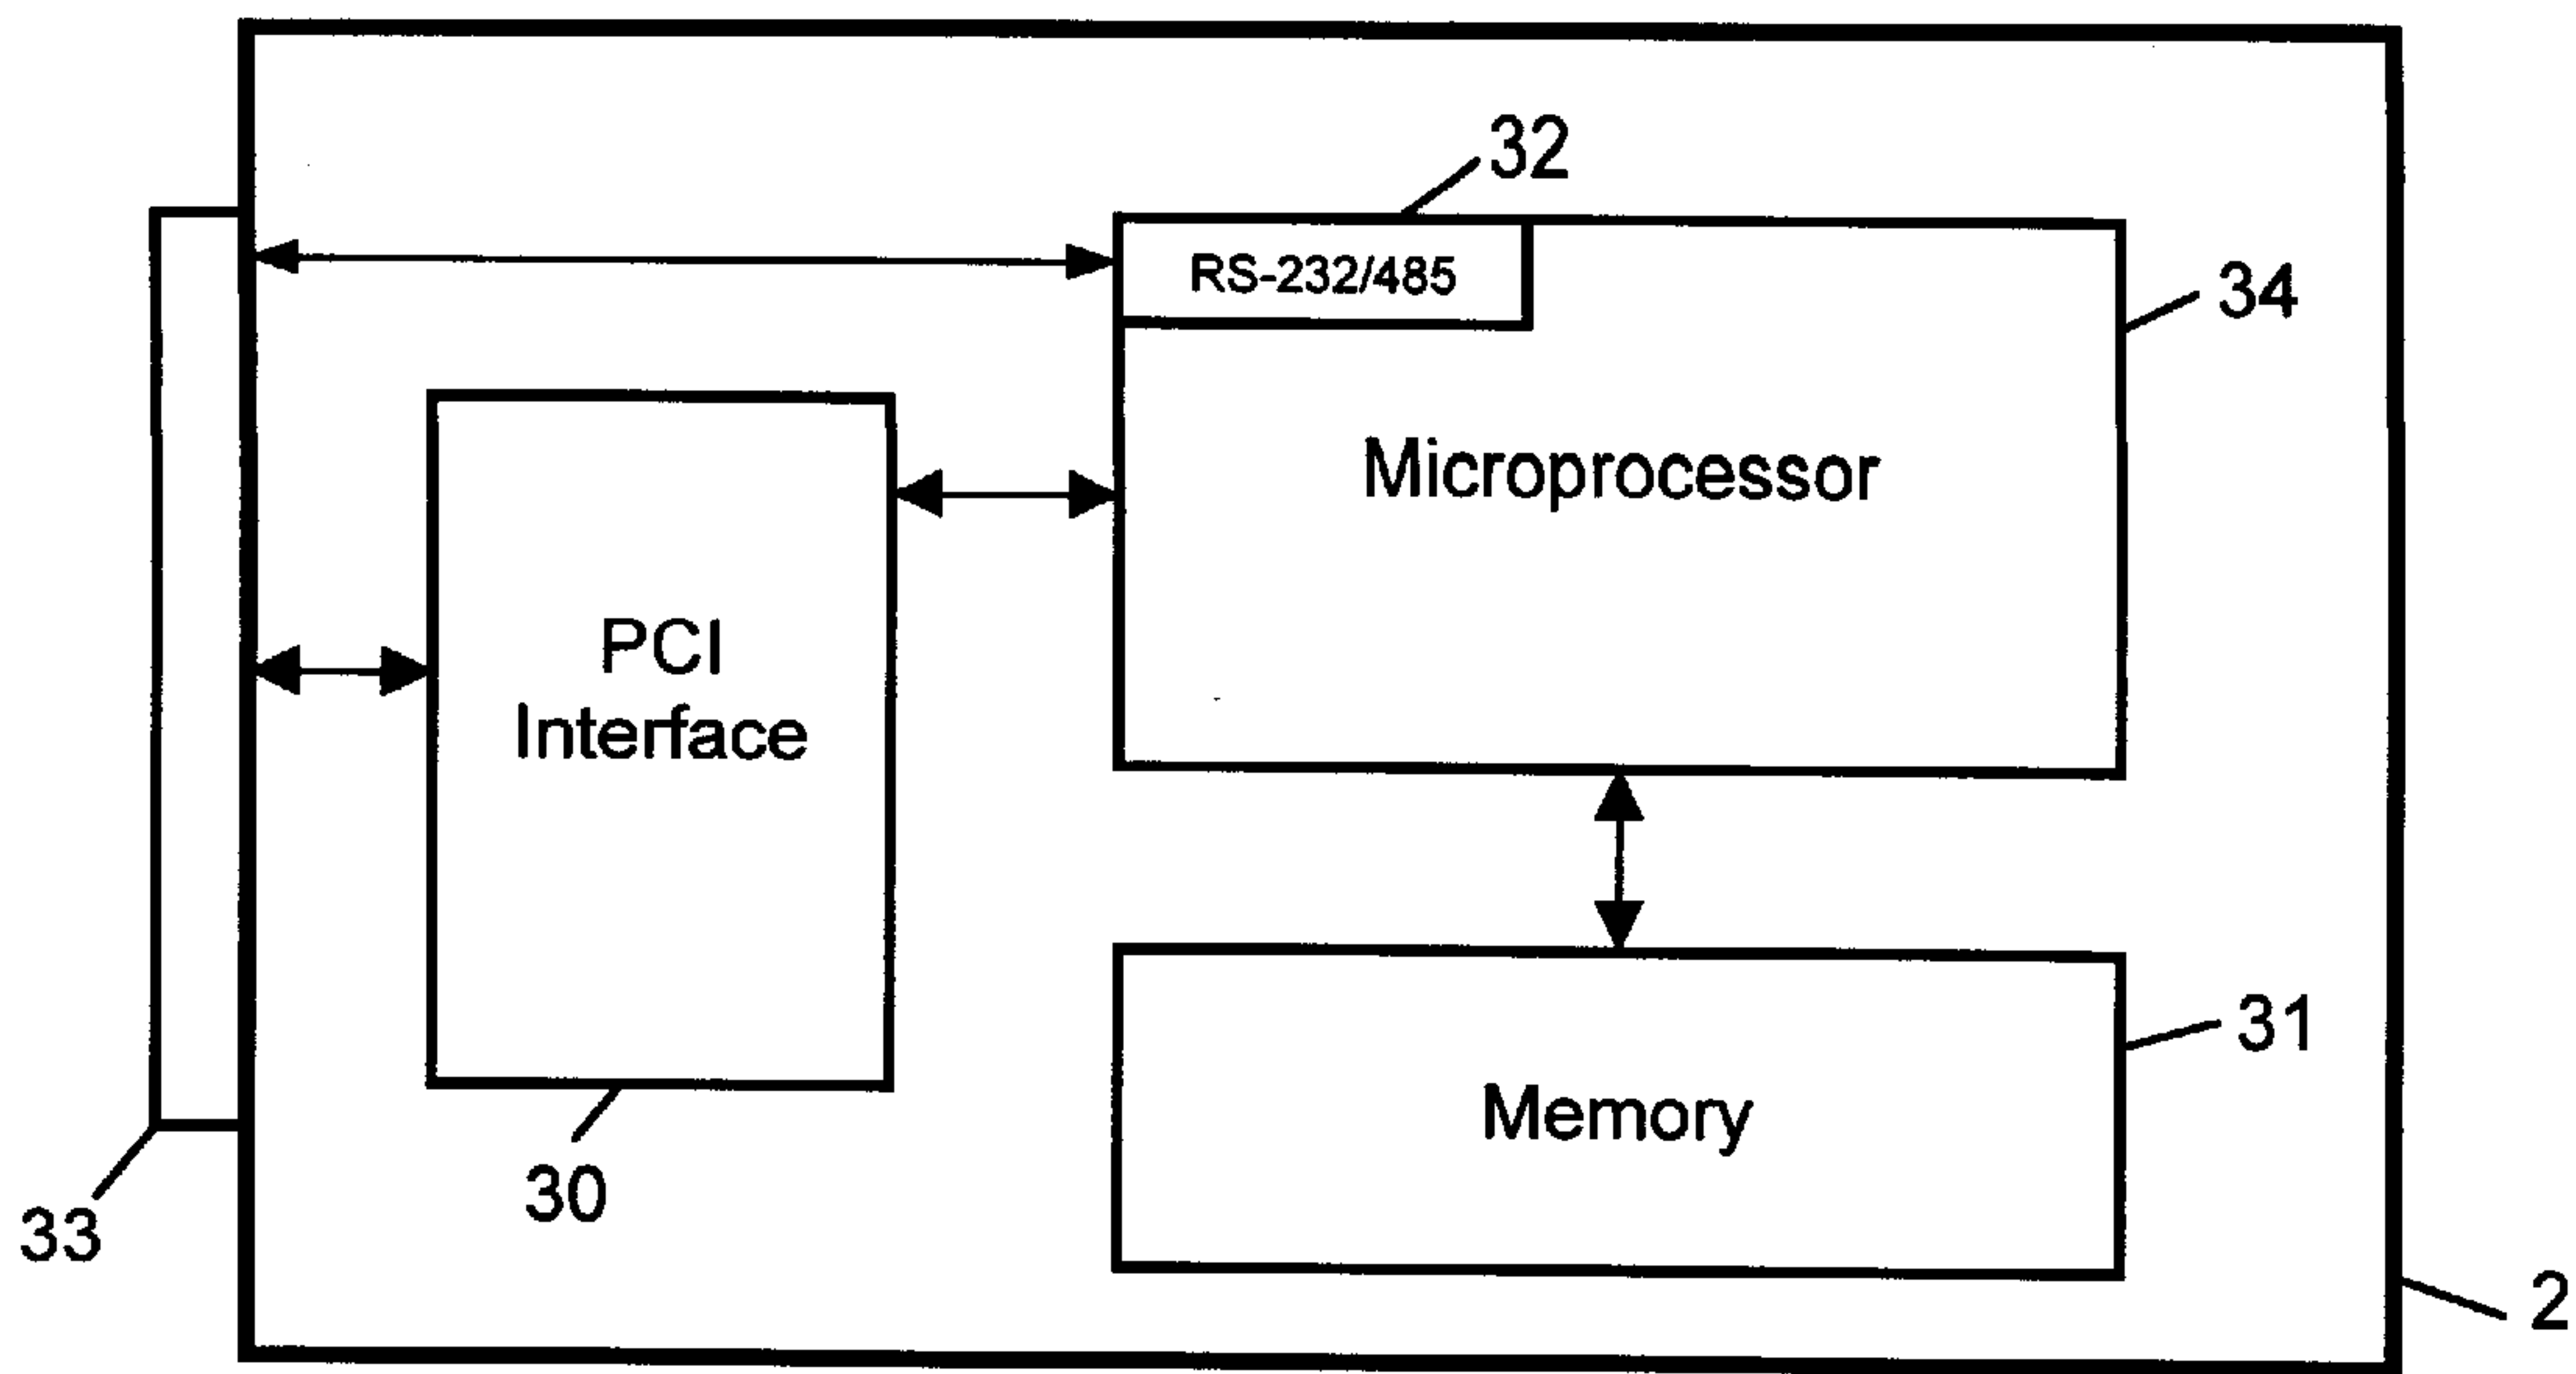 32
RS-232/485
34
Microprocessor
PCI
Interface
31
Memory
30
33
2